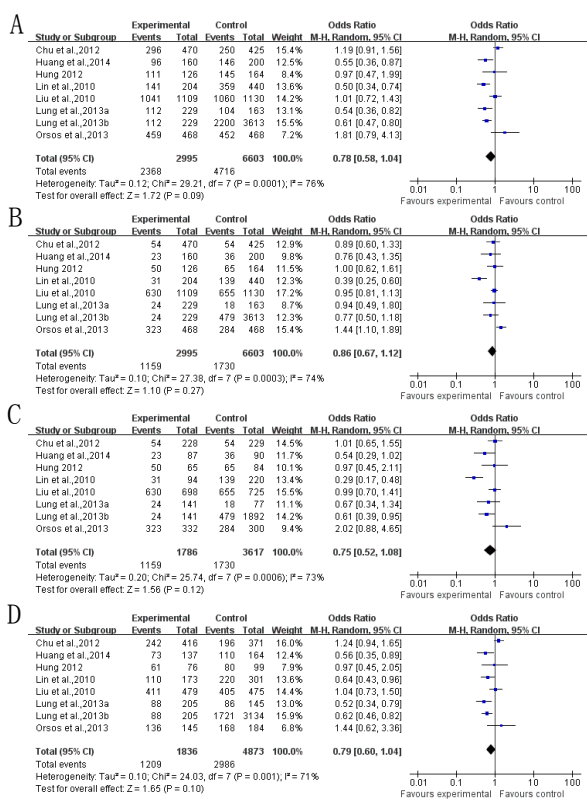 A
Experimental Control Odds Ratio Odds Ratio
Study or Subgroup Events Total Events Total Weight M-H, Random, 95% CI M-H, Random, 95% CI
Chu et al.,2012 296 470 250 425 15.4% 1.19 [0.91, 1.56]
Huang et al.,2014 96 160 146 200 11.9% 0.55 [0.36, 0.87]
Hung 2012 111 126 145 164 7.5% 0.97 [0.47, 1.99]
Lin et al.,2010 141 204 359 440 13.0% 0.50 [0.34, 0.74]
Liu et al.,2010 1041 1109 1060 1130 13.6% 1.01 [0.72, 1.43]
Lung et al.,2013a 112 229 104 163 12.7% 0.54 [0.36, 0.82]
Lung et al.,2013b 112 229 2200 3613 15.4% 0.61 [0.47, 0.80]
Orsos et al.,2013 459 468 452 468 6.2% 1.81 [0.79, 4.13]
Total (95% CI) 2995 6603 100.0% 0.78 [0.58, 1.04]
Total events 2368 4716
Heterogeneity: Tau² = 0.12; Chi² = 29.21, df = 7 (P = 0.0001); I² = 76%
Test for overall effect: Z = 1.72 (P = 0.09)
0.01 0.1 1 10 100
Favours experimental Favours control
B
Experimental Control Odds Ratio Odds Ratio
Study or Subgroup Events Total Events Total Weight M-H, Random, 95% CI M-H, Random, 95% CI
Chu et al.,2012 54 470 54 425 12.9% 0.89 [0.60, 1.33]
Huang et al.,2014 23 160 36 200 9.6% 0.76 [0.43, 1.35]
Hung 2012 50 126 65 164 11.6% 1.00 [0.62, 1.61]
Lin et al.,2010 31 204 139 440 12.4% 0.39 [0.25, 0.60]
Liu et al.,2010 630 1109 655 1130 17.4% 0.95 [0.81, 1.13]
Lung et al.,2013a 24 229 18 163 8.2% 0.94 [0.49, 1.80]
Lung et al.,2013b 24 229 479 3613 12.4% 0.77 [0.50, 1.18]
Orsos et al.,2013 323 468 284 468 15.4% 1.44 [1.10, 1.89]
Total (95% CI) 2995 6603 100.0% 0.86 [0.67, 1.12]
Total events 1159 1730
Heterogeneity: Tau² = 0.10; Chi² = 27.38, df = 7 (P = 0.0003); I² = 74%
Test for overall effect: Z = 1.10 (P = 0.27)
0.01 0.1 1 10 100
Favours experimental Favours control
C
Experimental Control Odds Ratio Odds Ratio
Study or Subgroup Events Total Events Total Weight M-H, Random, 95% CI M-H, Random, 95% CI
Chu et al.,2012 54 228 54 229 14.5% 1.01 [0.65, 1.55]
Huang et al.,2014 23 87 36 90 11.7% 0.54 [0.29, 1.02]
Hung 2012 50 65 65 84 10.1% 0.97 [0.45, 2.11]
Lin et al.,2010 31 94 139 220 13.4% 0.29 [0.17, 0.48]
Liu et al.,2010 630 698 655 725 15.6% 0.99 [0.70, 1.41]
Lung et al.,2013a 24 141 18 77 11.2% 0.67 [0.34, 1.34]
Lung et al.,2013b 24 141 479 1892 14.2% 0.61 [0.39, 0.95]
Orsos et al.,2013 323 332 284 300 9.3% 2.02 [0.88, 4.65]
Total (95% CI) 1786 3617 100.0% 0.75 [0.52, 1.08]
Total events 1159 1730
Heterogeneity: Tau² = 0.20; Chi² = 25.74, df = 7 (P = 0.0006); I² = 73%
Test for overall effect: Z = 1.56 (P = 0.12)
0.01 0.1 1 10 100
Favours experimental Favours control
D
Experimental Control Odds Ratio Odds Ratio
Study or Subgroup Events Total Events Total Weight M-H, Random, 95% CI M-H, Random, 95% CI
Chu et al.,2012 242 416 196 371 16.0% 1.24 [0.94, 1.65]
Huang et al.,2014 73 137 110 164 12.1% 0.56 [0.35, 0.89]
Hung 2012 61 76 80 99 7.4% 0.97 [0.45, 2.05]
Lin et al.,2010 110 173 220 301 13.5% 0.64 [0.43, 0.96]
Liu et al.,2010 411 479 405 475 14.2% 1.04 [0.73, 1.50]
Lung et al.,2013a 88 205 86 145 12.9% 0.52 [0.34, 0.79]
Lung et al.,2013b 88 205 1721 3134 15.9% 0.62 [0.46, 0.82]
Orsos et al.,2013 136 145 168 184 6.4% 1.44 [0.62, 3.36]
Total (95% CI) 1836 4873 100.0% 0.79 [0.60, 1.04]
Total events 1209 2986
Heterogeneity: Tau² = 0.10; Chi² = 24.03, df = 7 (P = 0.001); I² = 71%
Test for overall effect: Z = 1.65 (P = 0.10)
0.01 0.1 1 10 100
Favours experimental Favours control